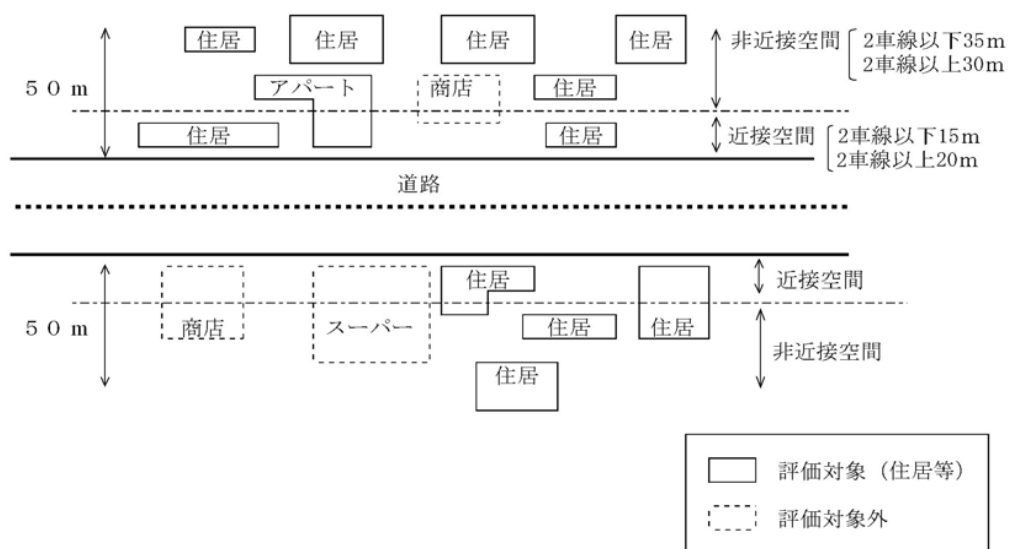 住居
住居
住居
住居
非近接空間
2車線以下35m
2車線以上30m
50m
アパート
商店
住居
住居
住居
近接空間
2車線以下15m
2車線以上20m
道路
住居
近接空間
50m
商店
スーパー
住居
住居
非近接空間
住居
評価対象（住居等）
評価対象外